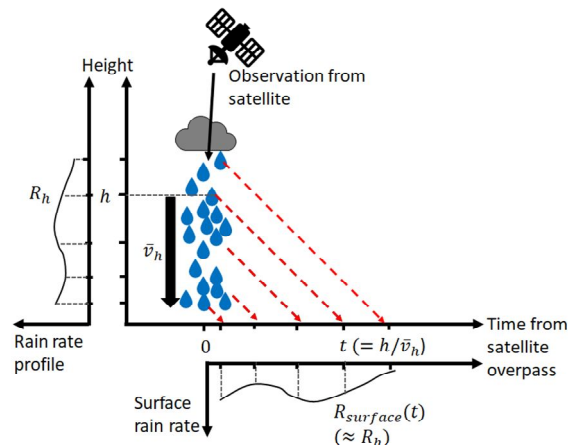 Observation from
satellite
Height
R_h
h
v̄_h
0
t (= h/v̄_h)
Time from
satellite
overpass
Rain rate
profile
Surface
rain rate
R_surface(t)
(≈ R_h)